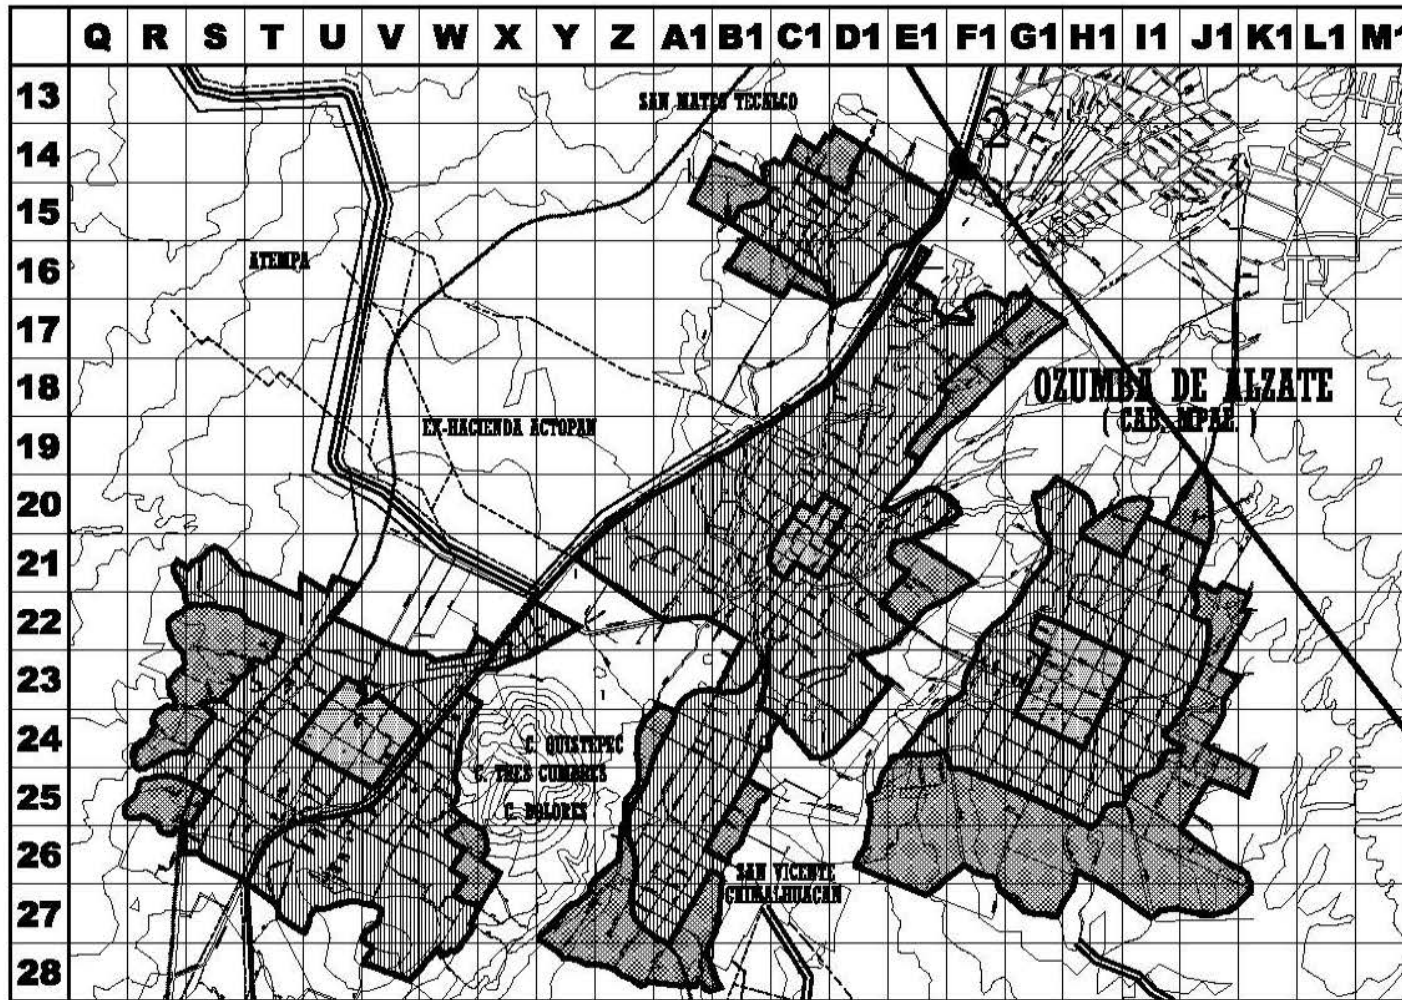 Q R S T U V W X Y Z A1 B1 C1 D1 E1 F1 G1 H1 I1 J1 K1 L1 M1
13
SAN MATEO TECALCO
2
14
15
16
ATEMPA
17
18
OZUMBA DE ALZATE
( CAB. MPAL. )
19
EX-HACIENDA ACTOPAN
20
21
22
23
24
C. QUISTEPEC
C. TRES CUMBRES
25
C. DOLORES
26
SAN VICENTE
CHIMALHUACAN
27
28